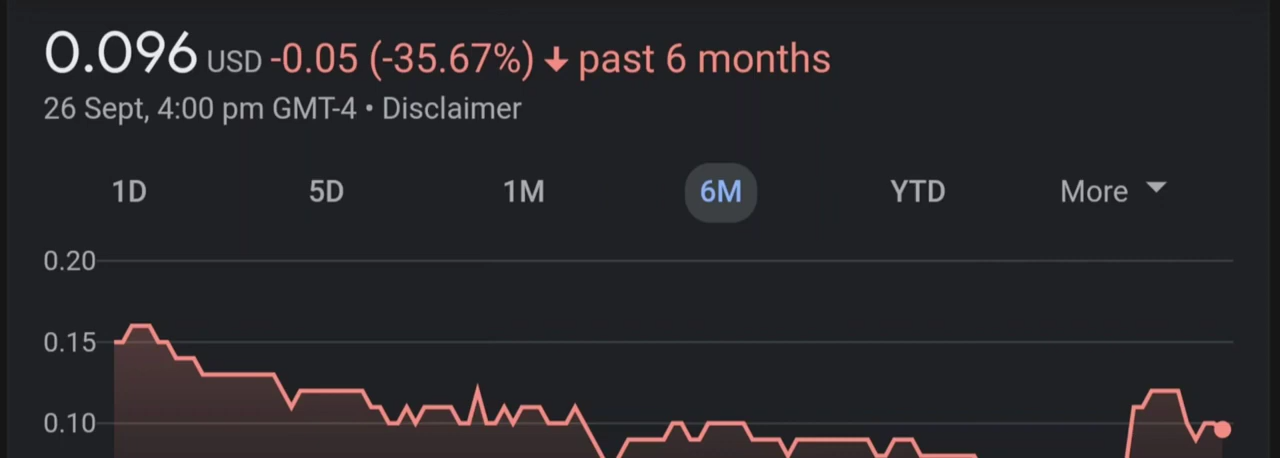 0.096 USD -0.05 (-35.67%) ↓ past 6 months
26 Sept, 4:00 pm GMT-4 • Disclaimer
1D 5D 1M 6M YTD More
0.20
0.15
0.10